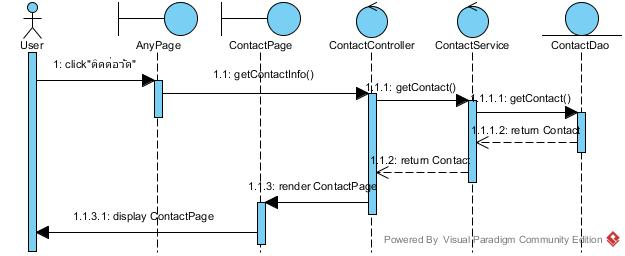 User
AnyPage
ContactPage
ContactController
ContactService
ContactDao
1: click"ติดต่อวัด"
1.1: getContactInfo()
1.1.1: getContact()
1.1.1.1: getContact()
1.1.1.2: return Contact
1.1.2: return Contact
1.1.3: render ContactPage
1.1.3.1: display ContactPage
Powered By Visual Paradigm Community Edition